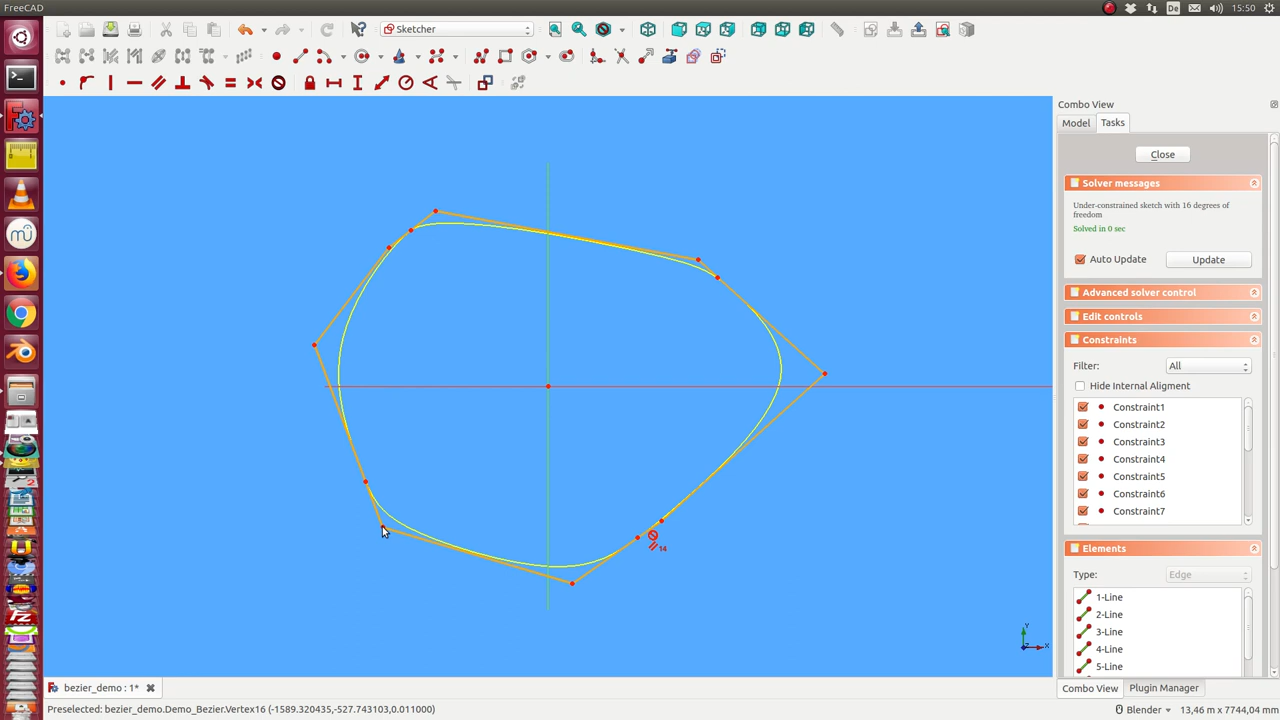 FreeCAD
De
15:50
Sketcher
Combo View
Model
Tasks
Close
Solver messages
Under-constrained sketch with 16 degrees of
freedom
Solved in 0 sec
Auto Update
Update
Advanced solver control
Edit controls
Constraints
Filter:
All
Hide Internal Aligment
Constraint1
Constraint2
Constraint3
Constraint4
Constraint5
Constraint6
Constraint7
Elements
Type:
Edge
1-Line
2-Line
3-Line
4-Line
5-Line
14
Y
Z
X
bezier_demo : 1*
Combo View
Plugin Manager
Preselected: bezier_demo.Demo_Bezier.Vertex16 (-1589.320435,-527.743103,0.011000)
Blender
13,46 m x 7744,04 mm